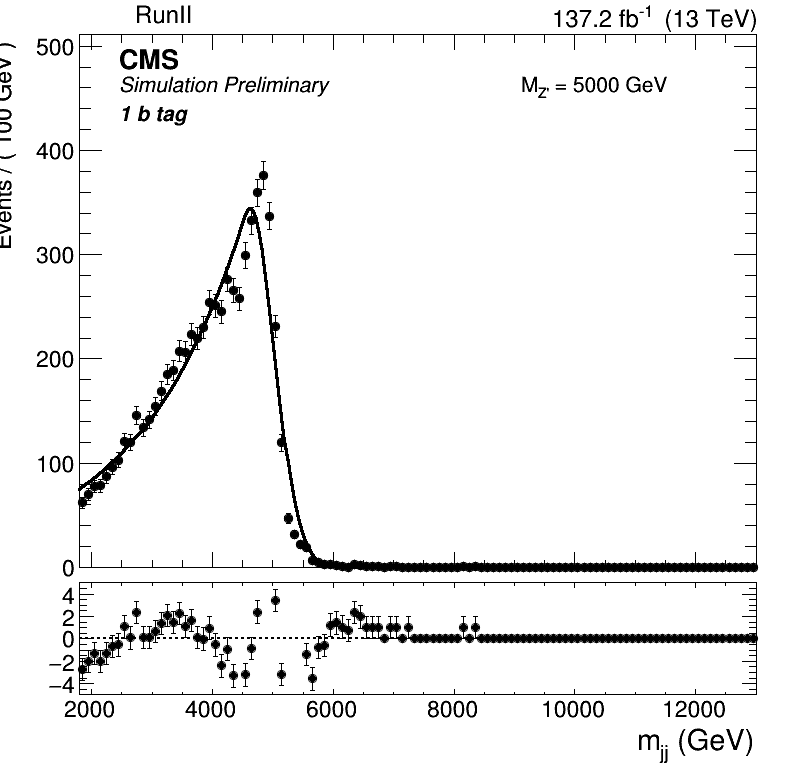 RunII 137.2 fb⁻¹ (13 TeV)
CMS
Simulation Preliminary
1 b tag
M_Z' = 5000 GeV
Events / ( 100 GeV )
500
400
300
200
100
0
4
2
0
−2
−4
2000 4000 6000 8000 10000 12000
m_jj (GeV)